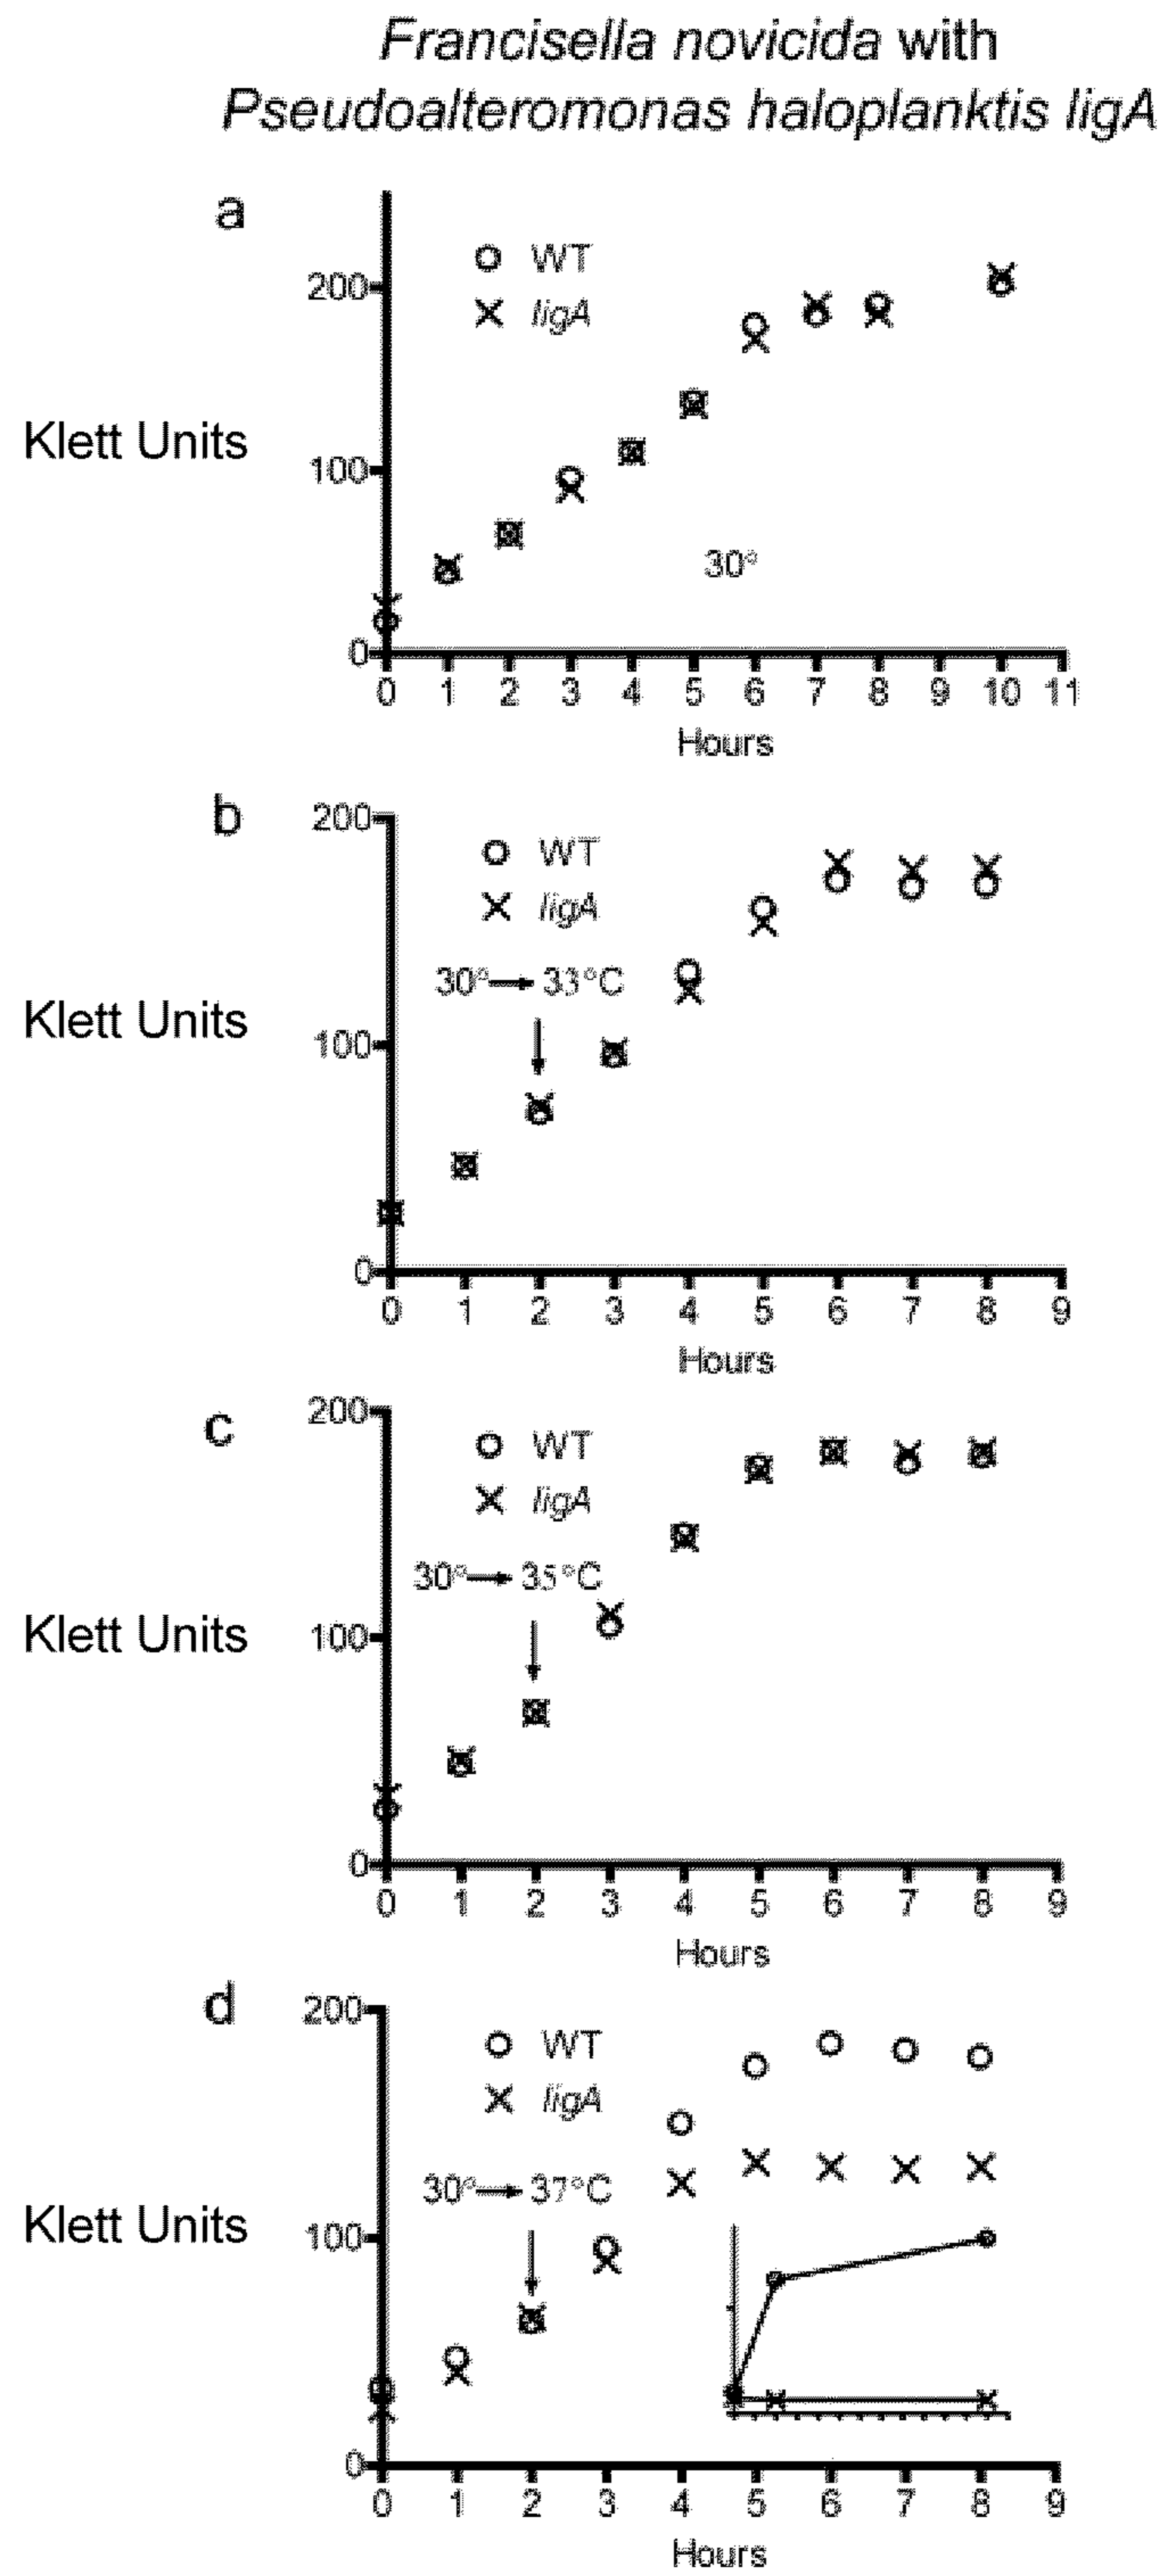 Francisella novicida with
Pseudoalteromonas haloplanktis ligA
a
WT
200
ligA
Klett Units
100
30°
0
0 1 2 3 4 5 6 7 8 9 10 11
Hours
b
200
WT
ligA
30° 33°C
Klett Units
100
0
0 1 2 3 4 5 6 7 8 9
Hours
c
200
WT
ligA
30° 35°C
Klett Units
100
0
0 1 2 3 4 5 6 7 8 9
Hours
d
200
WT
ligA
30° 37°C
Klett Units
100
0
0 1 2 3 4 5 6 7 8 9
Hours